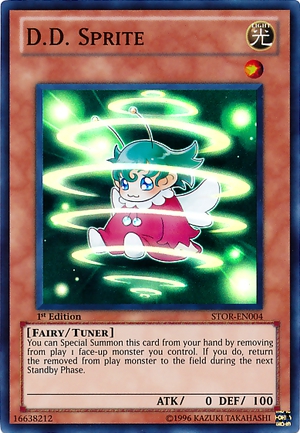 D.D. SPRITE
LIGHT
光
1st Edition
STOR-EN004
[FAIRY/TUNER]
You can Special Summon this card from your hand by removing
from play 1 face-up monster you control. If you do, return
the removed from play monster to the field during the next
Standby Phase.
ATK/ 0 DEF/ 0
16638212
©1996 KAZUKI TAKAHASHI